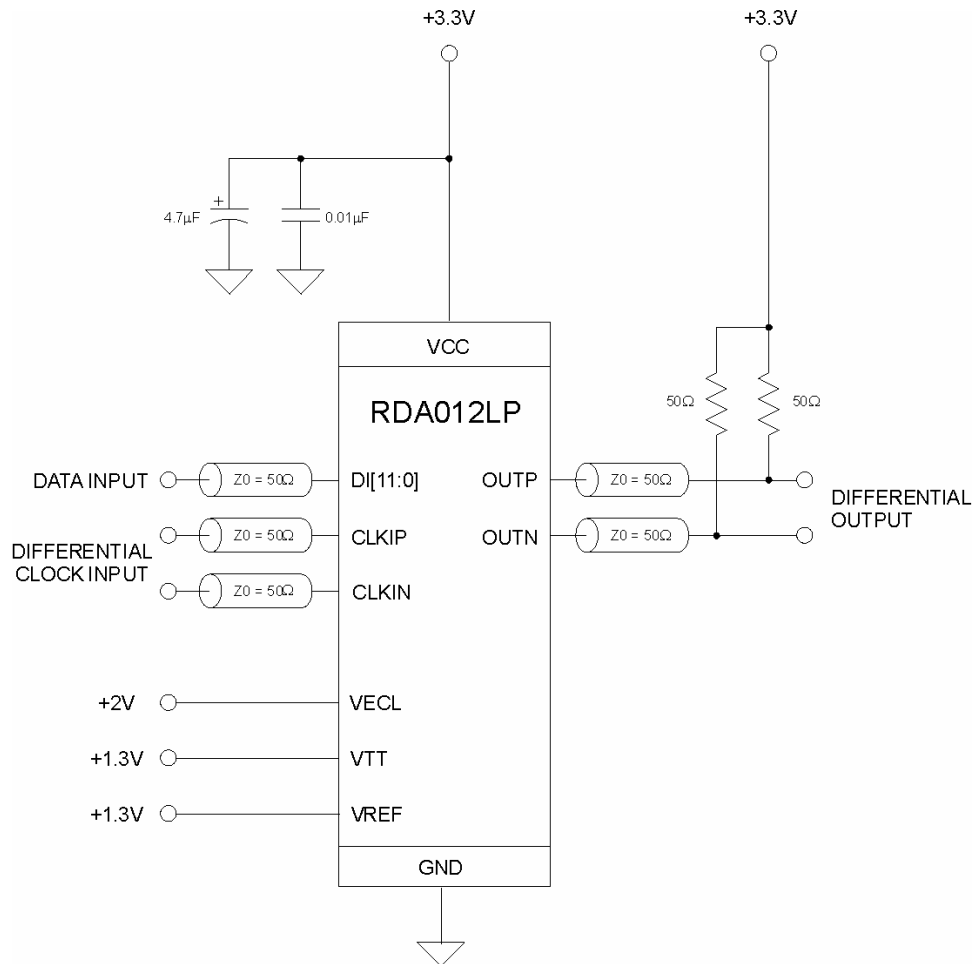 +3.3V
+3.3V
+
4.7µF
0.01µF
VCC
RDA012LP
50Ω
50Ω
DATA INPUT
Z0 = 50Ω
DI[11:0]
OUTP
Z0 = 50Ω
DIFFERENTIAL
OUTPUT
DIFFERENTIAL
CLOCK INPUT
Z0 = 50Ω
CLKIP
OUTN
Z0 = 50Ω
Z0 = 50Ω
CLKIN
+2V
VECL
+1.3V
VTT
+1.3V
VREF
GND